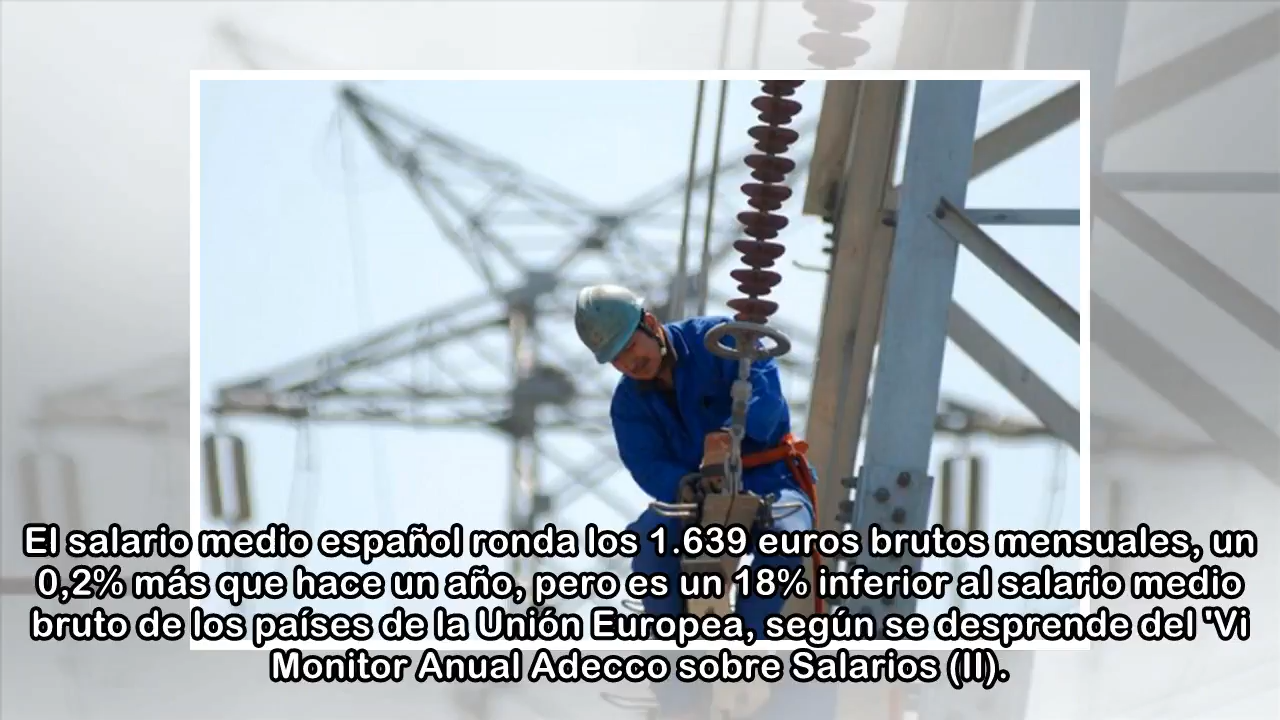 El salario medio español ronda los 1.639 euros brutos mensuales, un
0,2% más que hace un año, pero es un 18% inferior al salario medio
bruto de los países de la Unión Europea, según se desprende del 'Vi
Monitor Anual Adecco sobre Salarios (II).